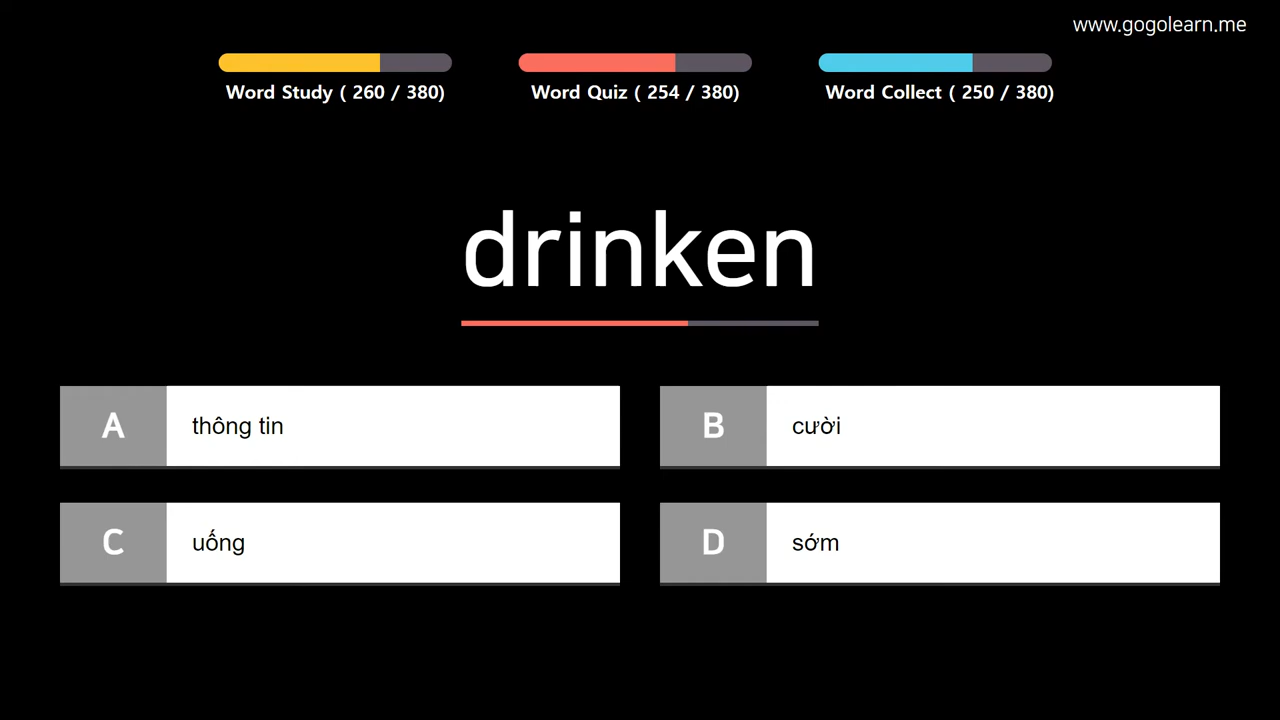 www.gogolearn.me
Word Study ( 260 / 380)
Word Quiz ( 254 / 380)
Word Collect ( 250 / 380)
drinken
A thông tin
B cười
C uống
D sớm